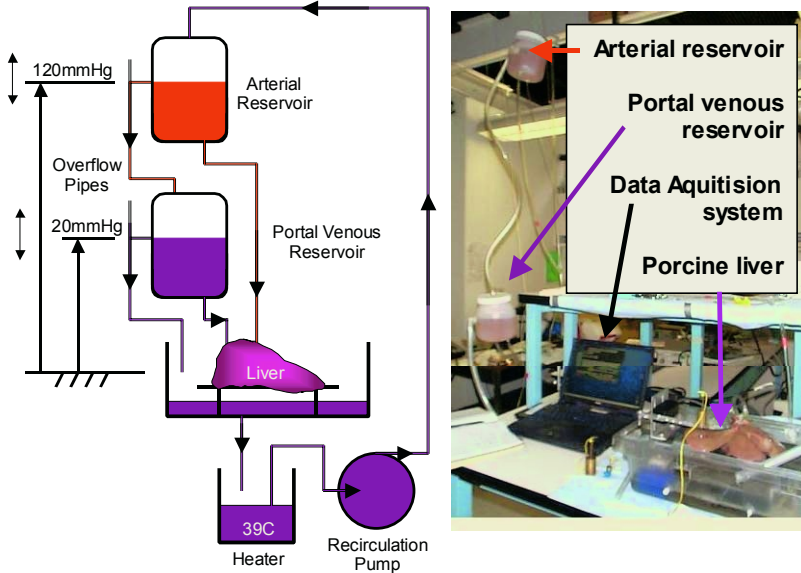 120mmHg
Arterial
Reservoir
Overflow
Pipes
20mmHg
Portal Venous
Reservoir
Liver
39C
Heater
Recirculation
Pump
Arterial reservoir
Portal venous
reservoir
Data Aquitision
system
Porcine liver